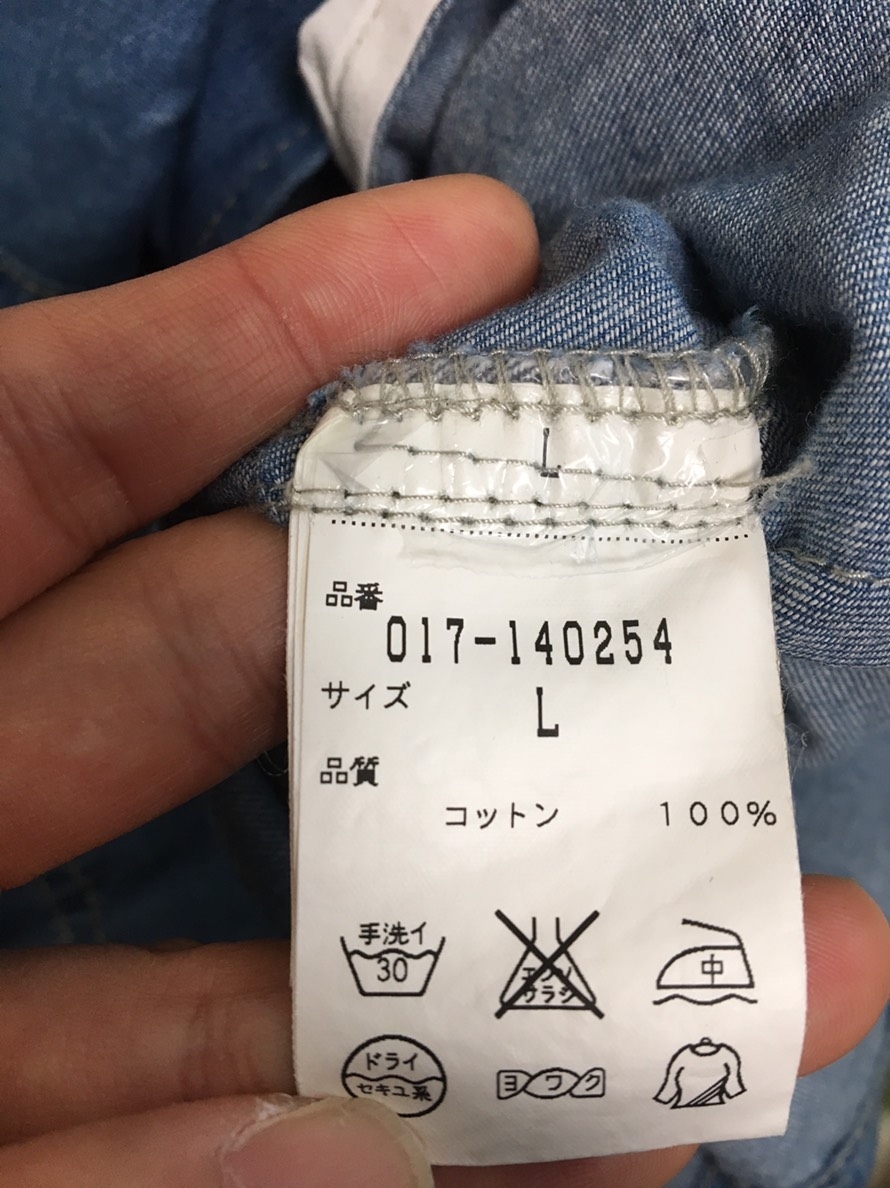 L
品番
017-140254
サイズ
L
品質
コットン 100%
手洗イ
30
エンソ
サラシ
中
ドライ
セキユ系
ヨワク